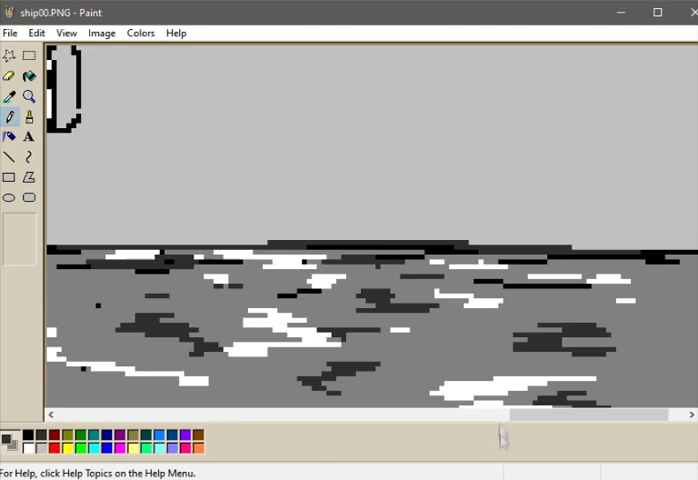 ship00.PNG - Paint
File Edit View Image Colors Help
A
For Help, click Help Topics on the Help Menu.